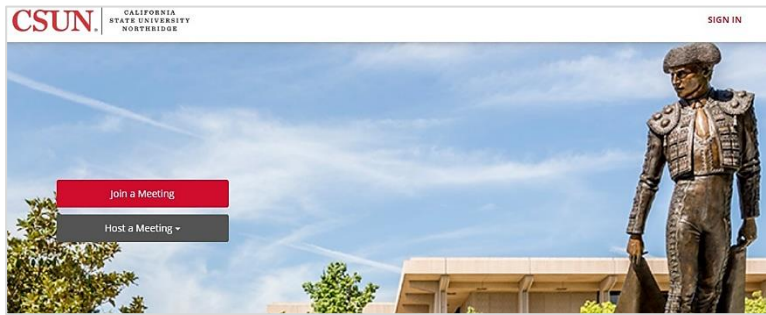 CSUN.
CALIFORNIA
STATE UNIVERSITY
NORTHRIDGE
SIGN IN
Join a Meeting
Host a Meeting